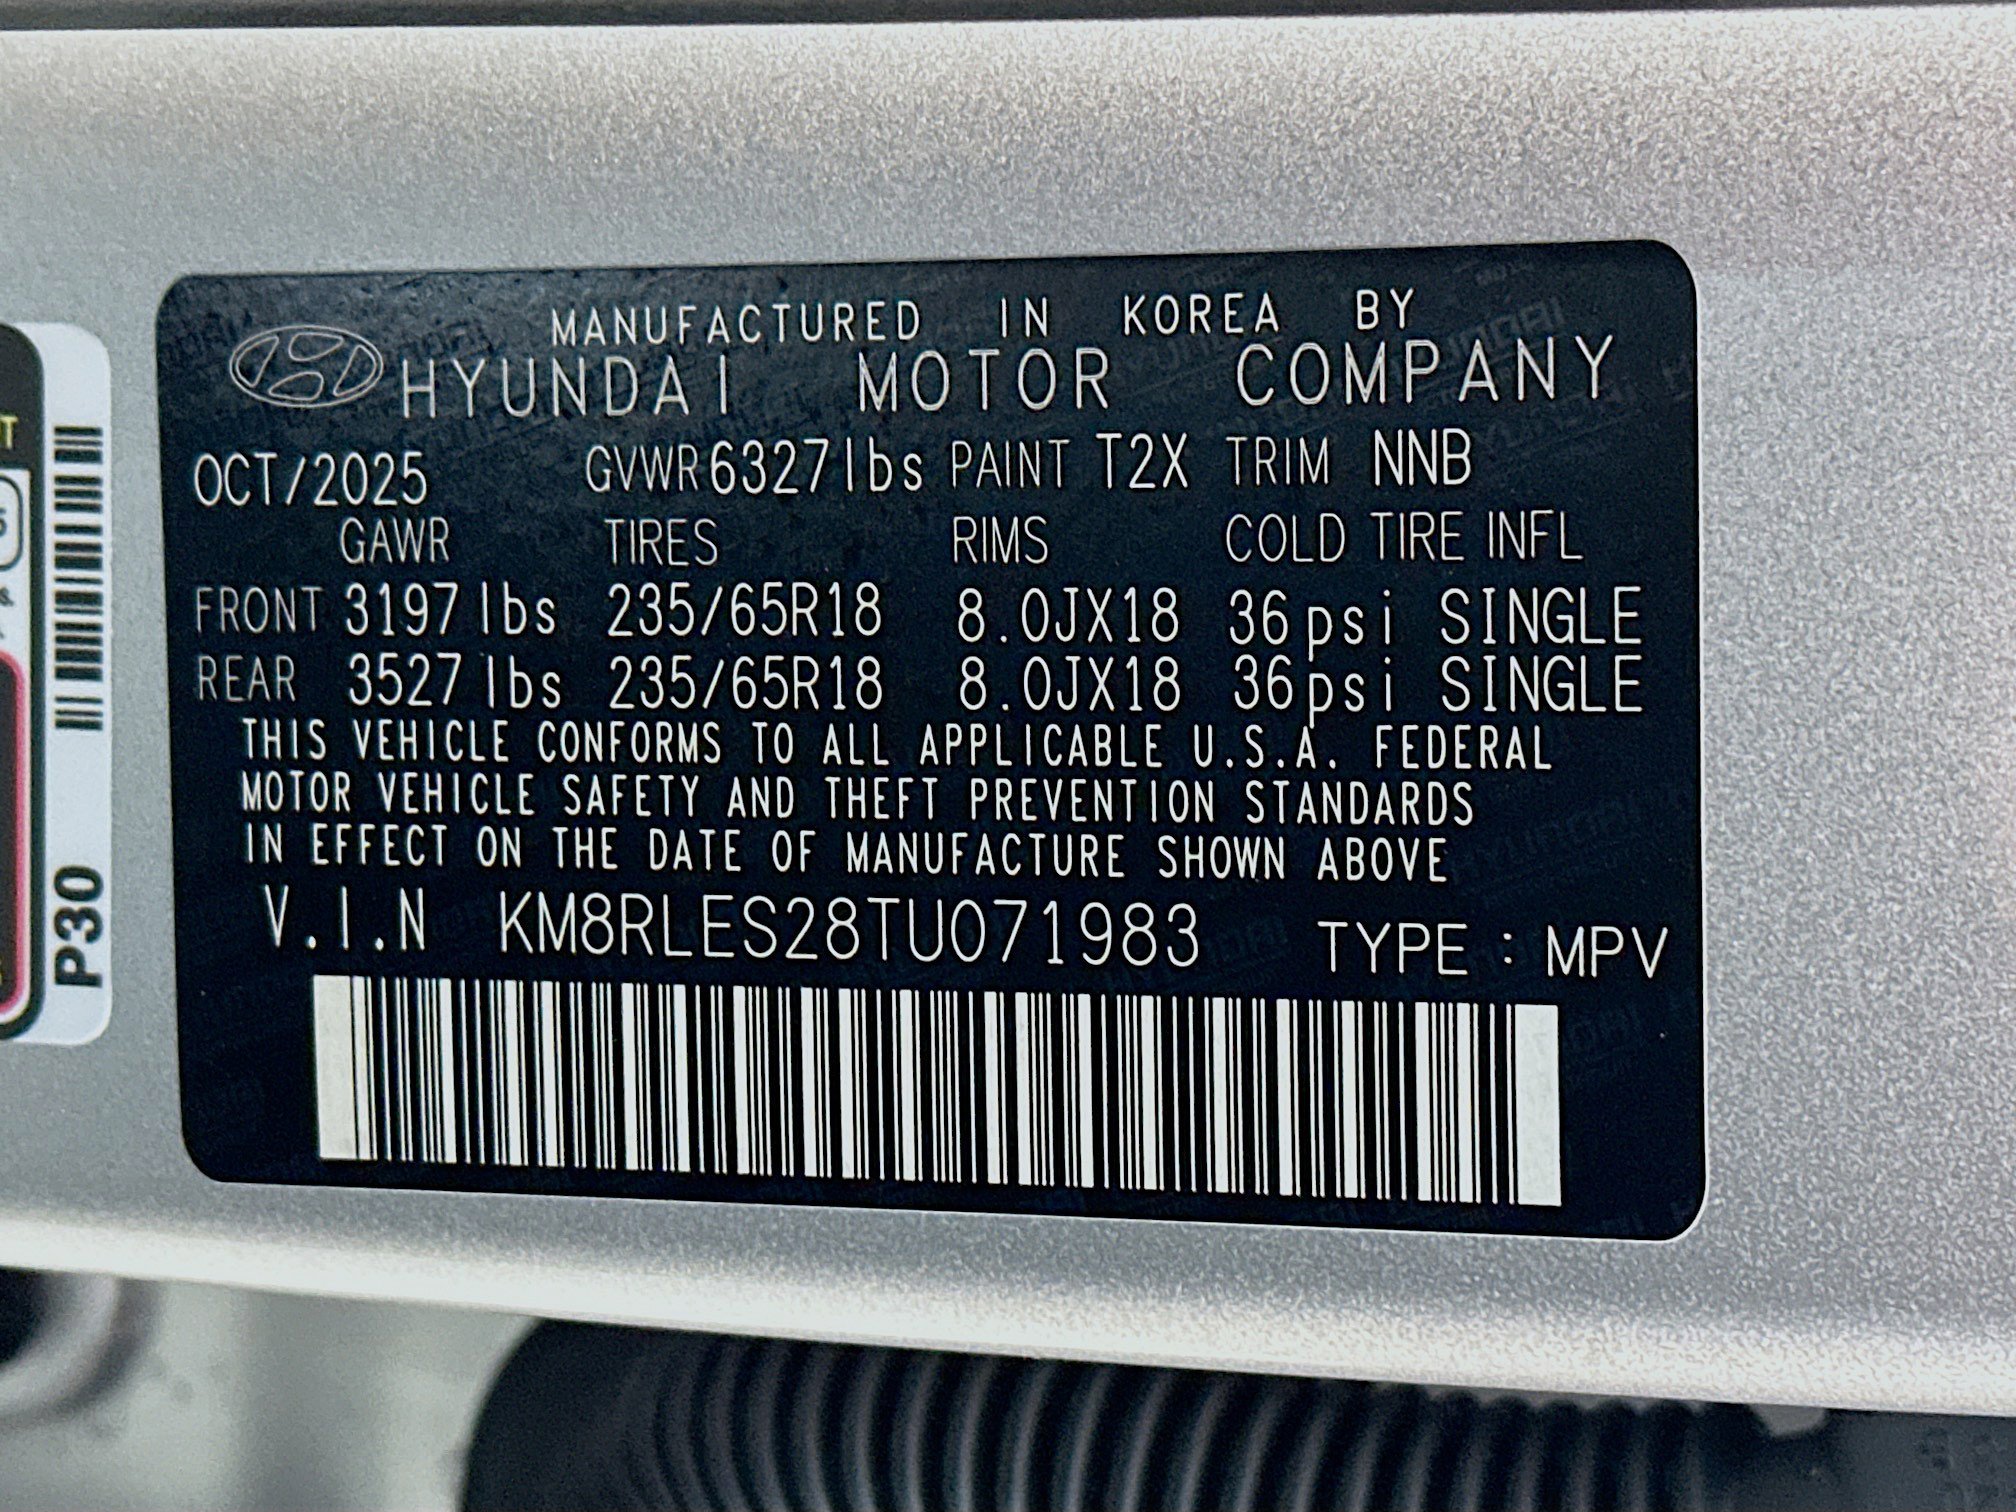 MANUFACTURED IN KOREA BY
HYUNDAI MOTOR COMPANY
OCT/2025 GVWR 6327lbs PAINT T2X TRIM NNB
GAWR TIRES RIMS COLD TIRE INFL
FRONT 3197 lbs 235/65R18 8.0JX18 36psi SINGLE
REAR 3527 lbs 235/65R18 8.0JX18 36psi SINGLE
THIS VEHICLE CONFORMS TO ALL APPLICABLE U.S.A. FEDERAL
MOTOR VEHICLE SAFETY AND THEFT PREVENTION STANDARDS
IN EFFECT ON THE DATE OF MANUFACTURE SHOWN ABOVE
V.I.N KM8RLES28TU071983 TYPE : MPV
P30